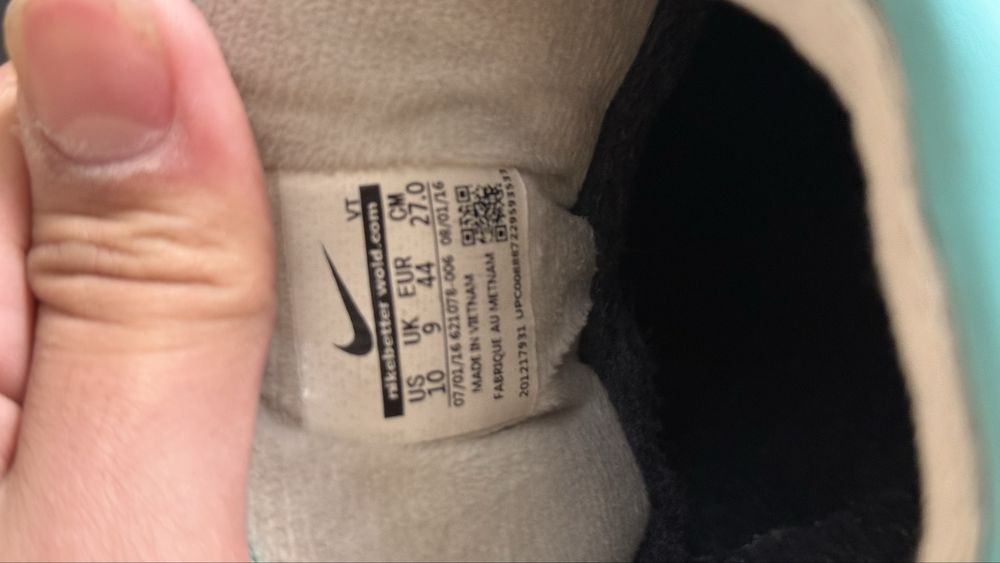 VT
nikebetter wold.com
US UK EUR CM
10 9 44 27.0
07/01/16 621078-006 08/01/16
MADE IN VIETNAM
FABRIQUE AU METNAM